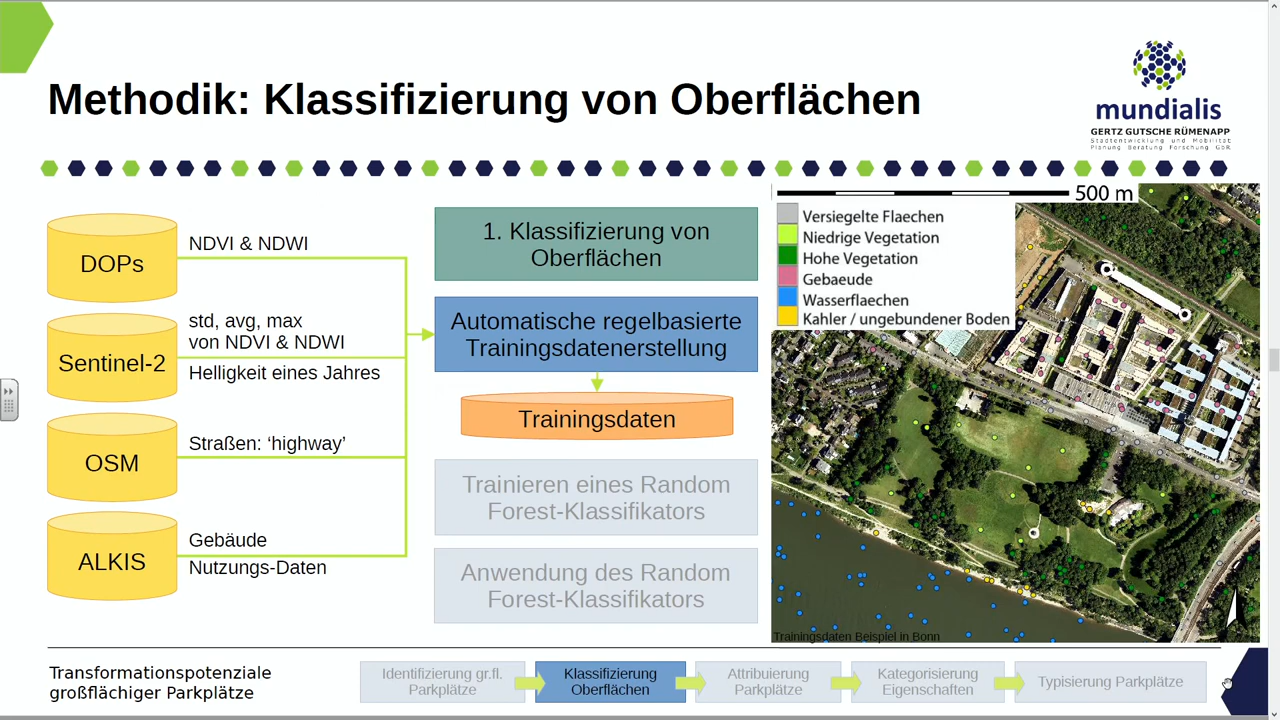 Methodik: Klassifizierung von Oberflächen
mundialis
GERTZ GUTSCHE RÜMENAPP
Stadtentwicklung und Mobilität
Planung Beratung Forschung GbR
DOPs
NDVI & NDWI
Sentinel-2
std, avg, max
von NDVI & NDWI
Helligkeit eines Jahres
OSM
Straßen: ‘highway’
ALKIS
Gebäude
Nutzungs-Daten
1. Klassifizierung von
Oberflächen
Automatische regelbasierte
Trainingsdatenerstellung
Trainingsdaten
Trainieren eines Random
Forest-Klassifikators
Anwendung des Random
Forest-Klassifikators
500 m
Versiegelte Flaechen
Niedrige Vegetation
Hohe Vegetation
Gebaeude
Wasserflaechen
Kahler / ungebundener Boden
Trainingsdaten Beispiel in Bonn
Transformationspotenziale
großflächiger Parkplätze
Identifizierung gr.fl.
Parkplätze
Klassifizierung
Oberflächen
Attribuierung
Parkplätze
Kategorisierung
Eigenschaften
Typisierung Parkplätze